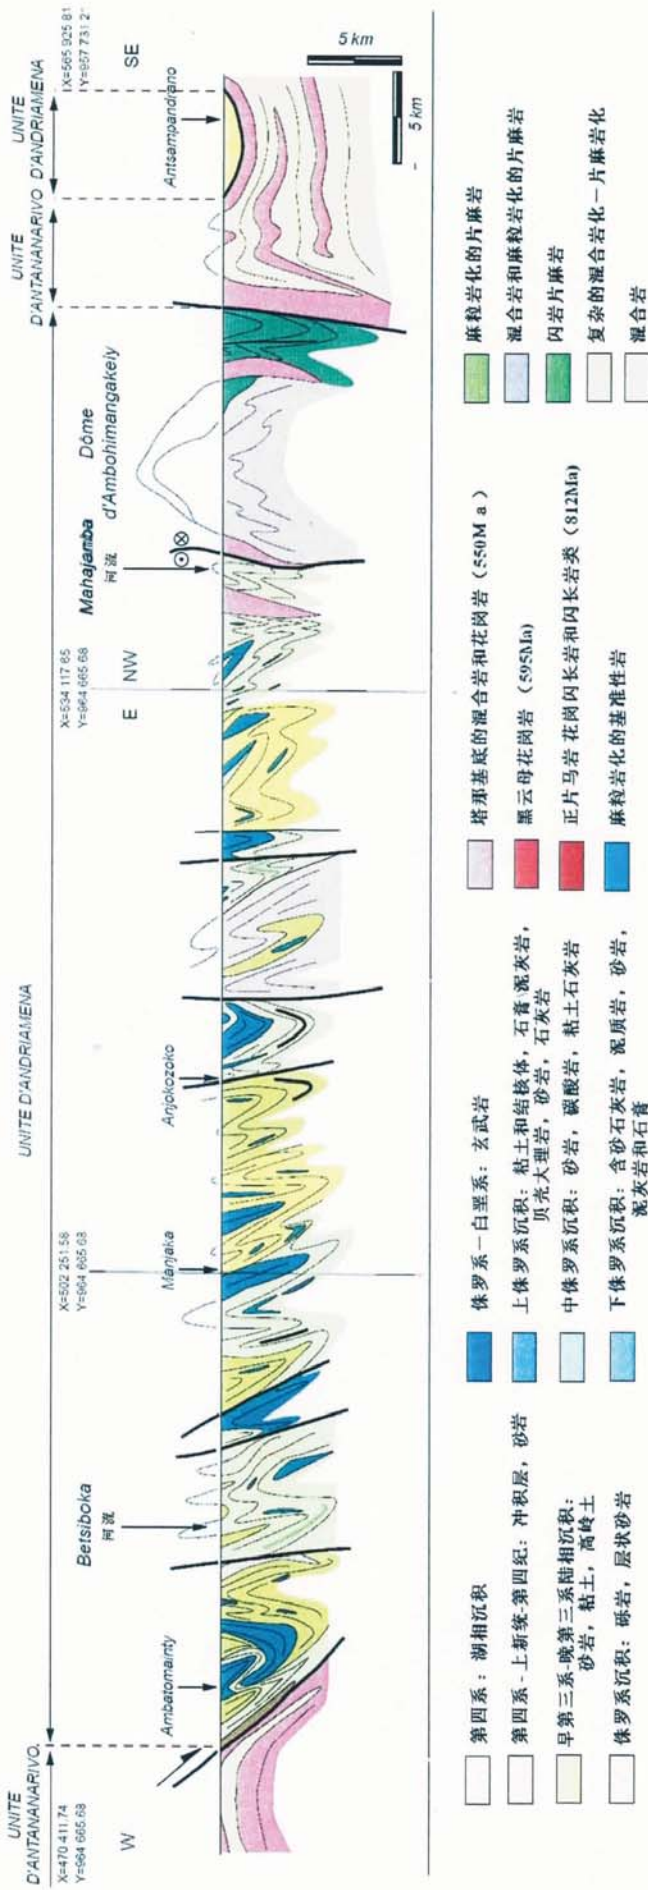 UNITE
D'ANTANANARIVO.
UNITE D'ANDRIAMENA
UNITE
D'ANTANANARIVO
UNITE
D'ANDRIAMENA
X=470 411.74
Y=964 665.68
X=502 251.58
Y=964 665.68
X=534 117.65
Y=964 665.68
X=565 925.81
Y=957 731.2
W
E
NW
SE
Ambatomainty
Betsiboka
河流
Manjaka
Anjokozoko
Mahajamba
河流
Dôme
d'Ambohimangakely
Antsampandrano
5 km
5 km
第四系：湖相沉积
第四系-上新统-第四纪：冲积层，砂岩
早第三系-晚第三系陆相沉积：
砂岩，粘土，高岭土
侏罗系沉积：砾岩，层状砂岩
侏罗系－白垩系：玄武岩
上侏罗系沉积：粘土和结核体，石膏\泥灰岩，
贝壳大理岩，砂岩，石灰岩
中侏罗系沉积：砂岩，碳酸岩，粘土石灰岩
下侏罗系沉积：含砂石灰岩，泥质岩，砂岩，
泥灰岩和石膏
塔那基底的混合岩和花岗岩（550M a）
黑云母花岗岩（595Ma）
正片马岩 花岗闪长岩和闪长岩类（812Ma）
麻粒岩化的基准性岩
麻粒岩化的片麻岩
混合岩和麻粒岩化的片麻岩
闪岩片麻岩
复杂的混合岩化－片麻岩化
混合岩